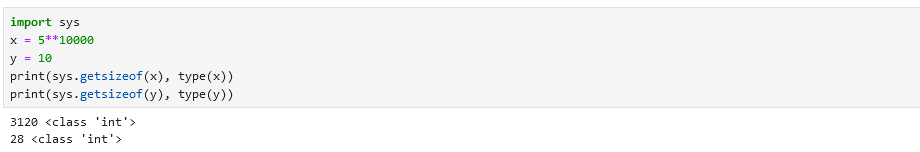 import sys
x = 5**10000
y = 10
print(sys.getsizeof(x), type(x))
print(sys.getsizeof(y), type(y))
3120 <class 'int'>
28 <class 'int'>